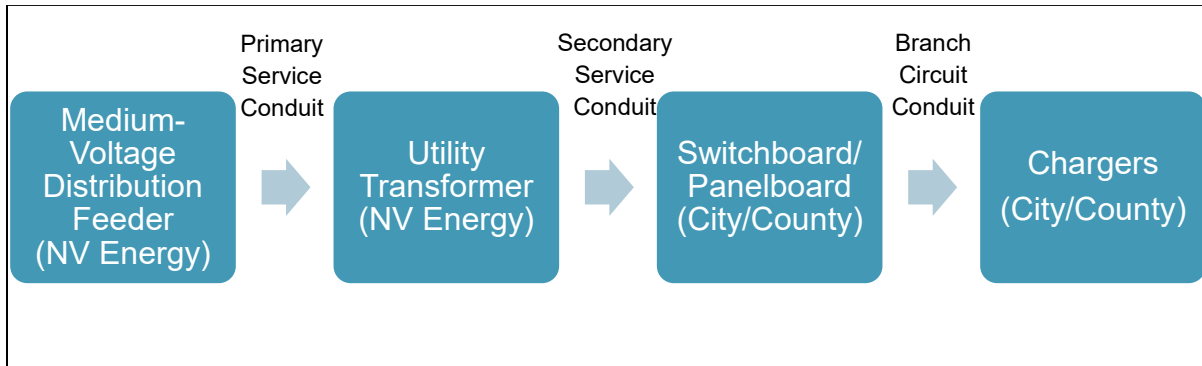 Primary
Service
Conduit
Secondary
Service
Conduit
Branch
Circuit
Conduit
Medium-
Voltage
Distribution
Feeder
(NV Energy)
Utility
Transformer
(NV Energy)
Switchboard/
Panelboard
(City/County)
Chargers
(City/County)